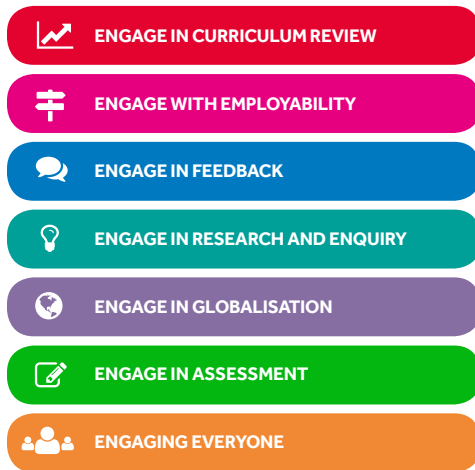 ENGAGE IN CURRICULUM REVIEW
ENGAGE WITH EMPLOYABILITY
ENGAGE IN FEEDBACK
ENGAGE IN RESEARCH AND ENQUIRY
ENGAGE IN GLOBALISATION
ENGAGE IN ASSESSMENT
ENGAGING EVERYONE